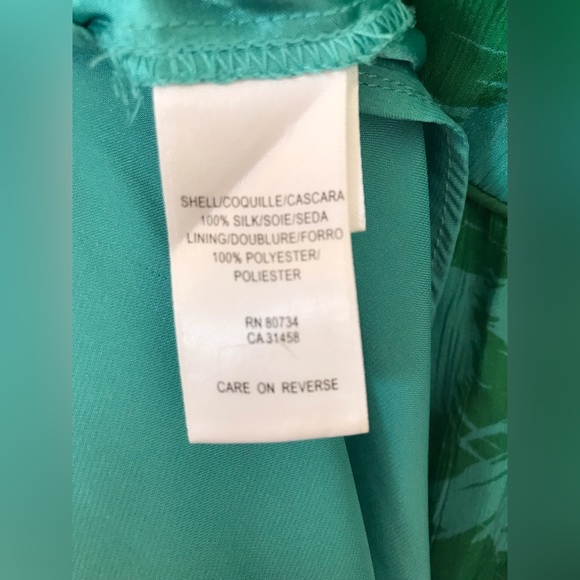 SHELL/COQUILLE/CASCARA
100% SILK/SOIE/SEDA
LINING/DOUBLURE/FORRO
100% POLYESTER/
POLIESTER
RN 80734
CA 31458
CARE ON REVERSE